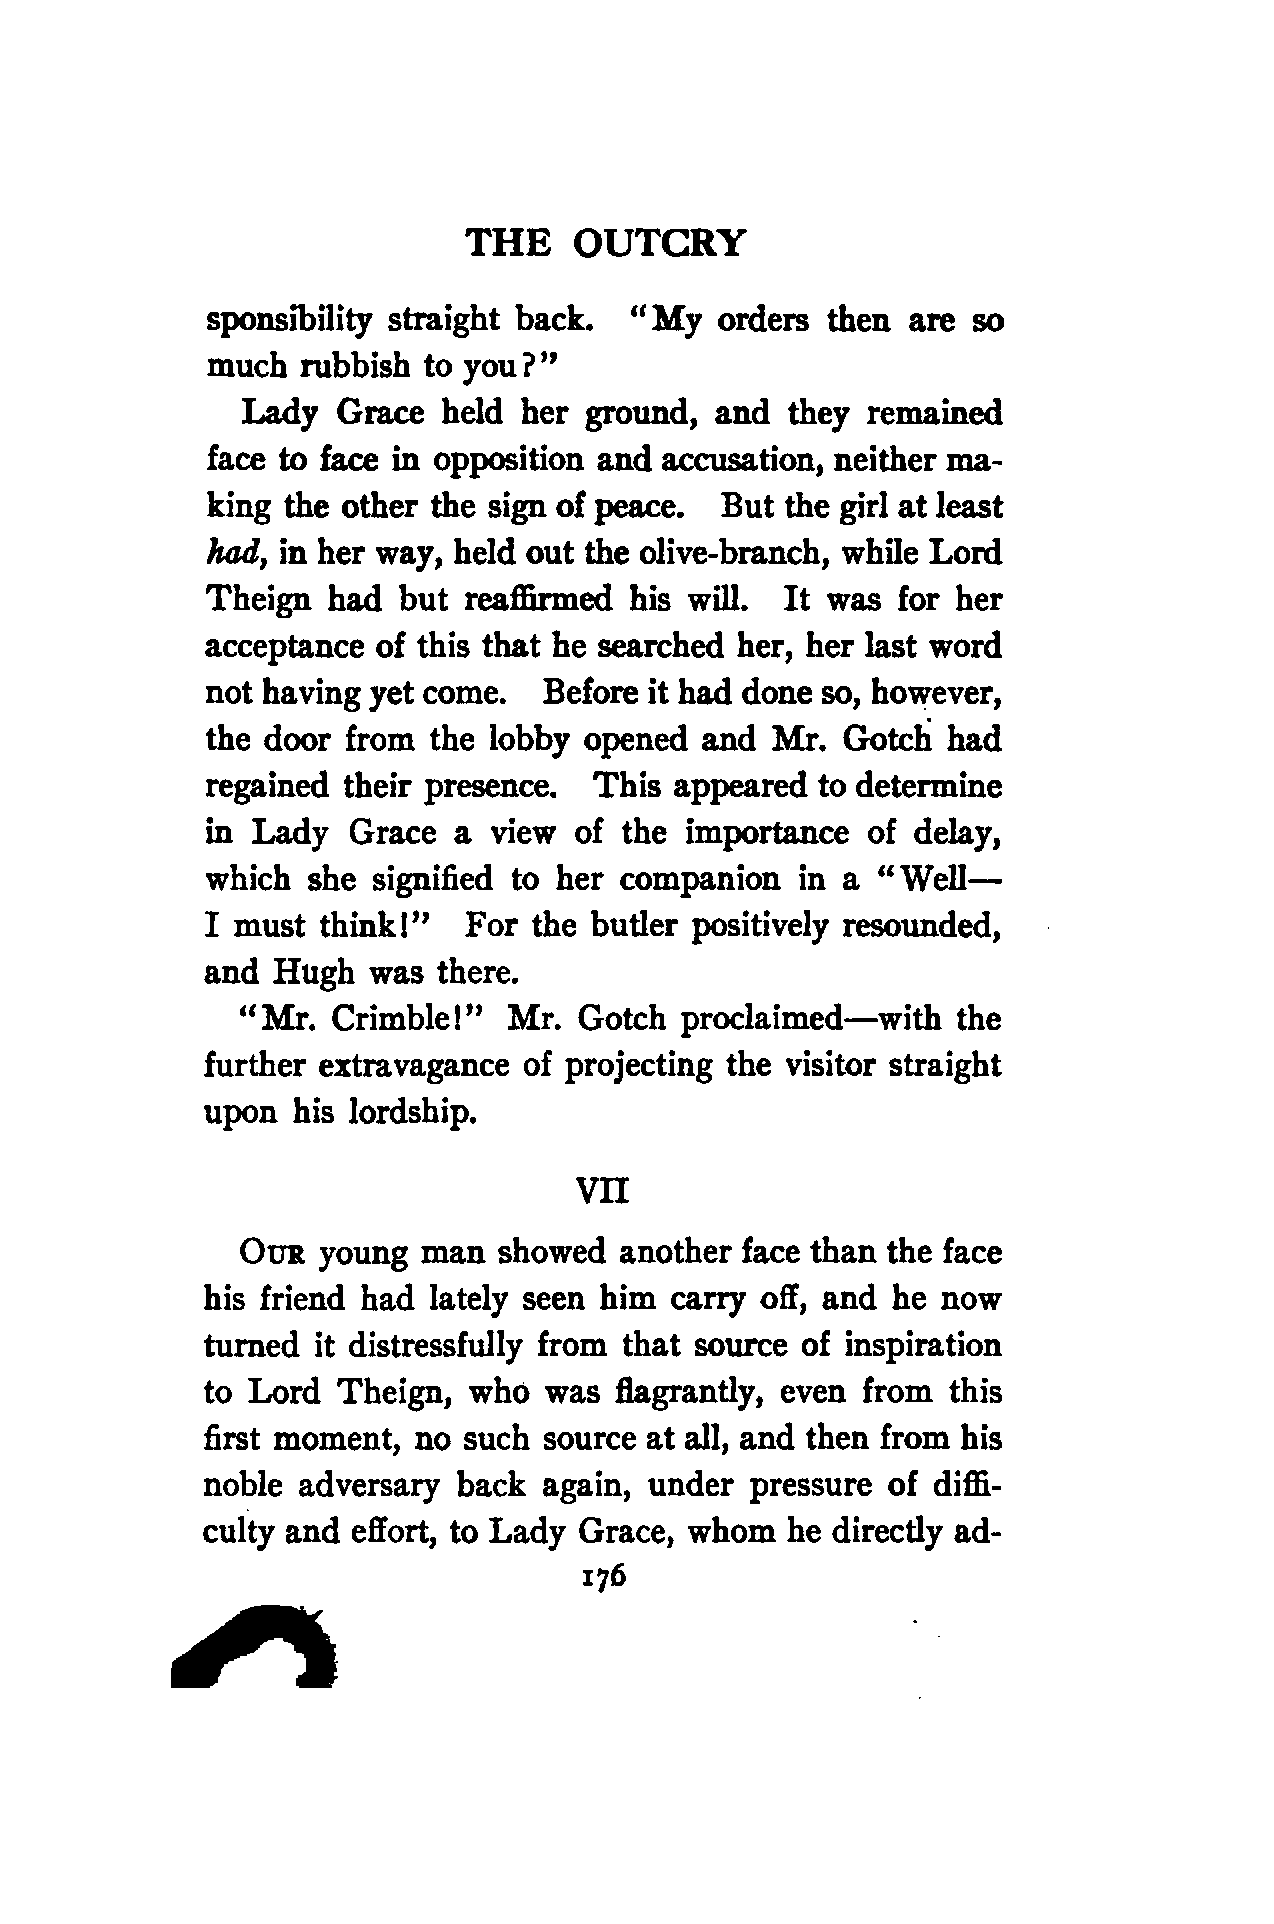 THE OUTCRY
sponsibility straight back. "My orders then are so
much rubbish to you?"
Lady Grace held her ground, and they remained
face to face in opposition and accusation, neither ma-
king the other the sign of peace. But the girl at least
had, in her way, held out the olive-branch, while Lord
Theign had but reaffirmed his will. It was for her
acceptance of this that he searched her, her last word
not having yet come. Before it had done so, however,
the door from the lobby opened and Mr. Gotch had
regained their presence. This appeared to determine
in Lady Grace a view of the importance of delay,
which she signified to her companion in a "Well—
I must think!" For the butler positively resounded,
and Hugh was there.
"Mr. Crimble!" Mr. Gotch proclaimed—with the
further extravagance of projecting the visitor straight
upon his lordship.
VII
OUR young man showed another face than the face
his friend had lately seen him carry off, and he now
turned it distressfully from that source of inspiration
to Lord Theign, who was flagrantly, even from this
first moment, no such source at all, and then from his
noble adversary back again, under pressure of diffi-
culty and effort, to Lady Grace, whom he directly ad-
176